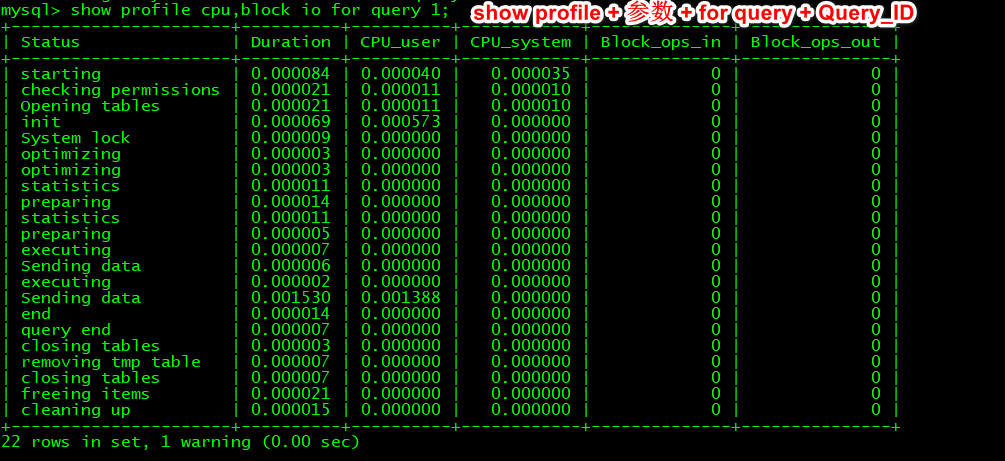 mysql> show profile cpu,block io for query 1;
show profile + 参数 + for query + Query_ID
+----------------------+----------+----------+------------+--------------+---------------+
| Status | Duration | CPU_user | CPU_system | Block_ops_in | Block_ops_out |
+----------------------+----------+----------+------------+--------------+---------------+
| starting | 0.000084 | 0.000040 | 0.000035 | 0 | 0 |
| checking permissions | 0.000021 | 0.000011 | 0.000010 | 0 | 0 |
| Opening tables | 0.000021 | 0.000011 | 0.000010 | 0 | 0 |
| init | 0.000069 | 0.000573 | 0.000000 | 0 | 0 |
| System lock | 0.000009 | 0.000000 | 0.000000 | 0 | 0 |
| optimizing | 0.000003 | 0.000000 | 0.000000 | 0 | 0 |
| optimizing | 0.000003 | 0.000000 | 0.000000 | 0 | 0 |
| statistics | 0.000011 | 0.000000 | 0.000000 | 0 | 0 |
| preparing | 0.000014 | 0.000000 | 0.000000 | 0 | 0 |
| statistics | 0.000011 | 0.000000 | 0.000000 | 0 | 0 |
| preparing | 0.000005 | 0.000000 | 0.000000 | 0 | 0 |
| executing | 0.000007 | 0.000000 | 0.000000 | 0 | 0 |
| Sending data | 0.000006 | 0.000000 | 0.000000 | 0 | 0 |
| executing | 0.000002 | 0.000000 | 0.000000 | 0 | 0 |
| Sending data | 0.001530 | 0.001388 | 0.000000 | 0 | 0 |
| end | 0.000014 | 0.000000 | 0.000000 | 0 | 0 |
| query end | 0.000007 | 0.000000 | 0.000000 | 0 | 0 |
| closing tables | 0.000003 | 0.000000 | 0.000000 | 0 | 0 |
| removing tmp table | 0.000007 | 0.000000 | 0.000000 | 0 | 0 |
| closing tables | 0.000007 | 0.000000 | 0.000000 | 0 | 0 |
| freeing items | 0.000021 | 0.000000 | 0.000000 | 0 | 0 |
| cleaning up | 0.000015 | 0.000000 | 0.000000 | 0 | 0 |
+----------------------+----------+----------+------------+--------------+---------------+
22 rows in set, 1 warning (0.00 sec)